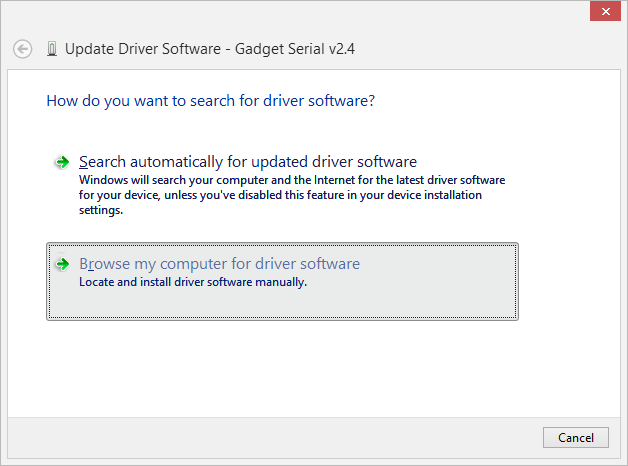 Update Driver Software - Gadget Serial v2.4
How do you want to search for driver software?
Search automatically for updated driver software
Windows will search your computer and the Internet for the latest driver software
for your device, unless you've disabled this feature in your device installation
settings.
Browse my computer for driver software
Locate and install driver software manually.
Cancel